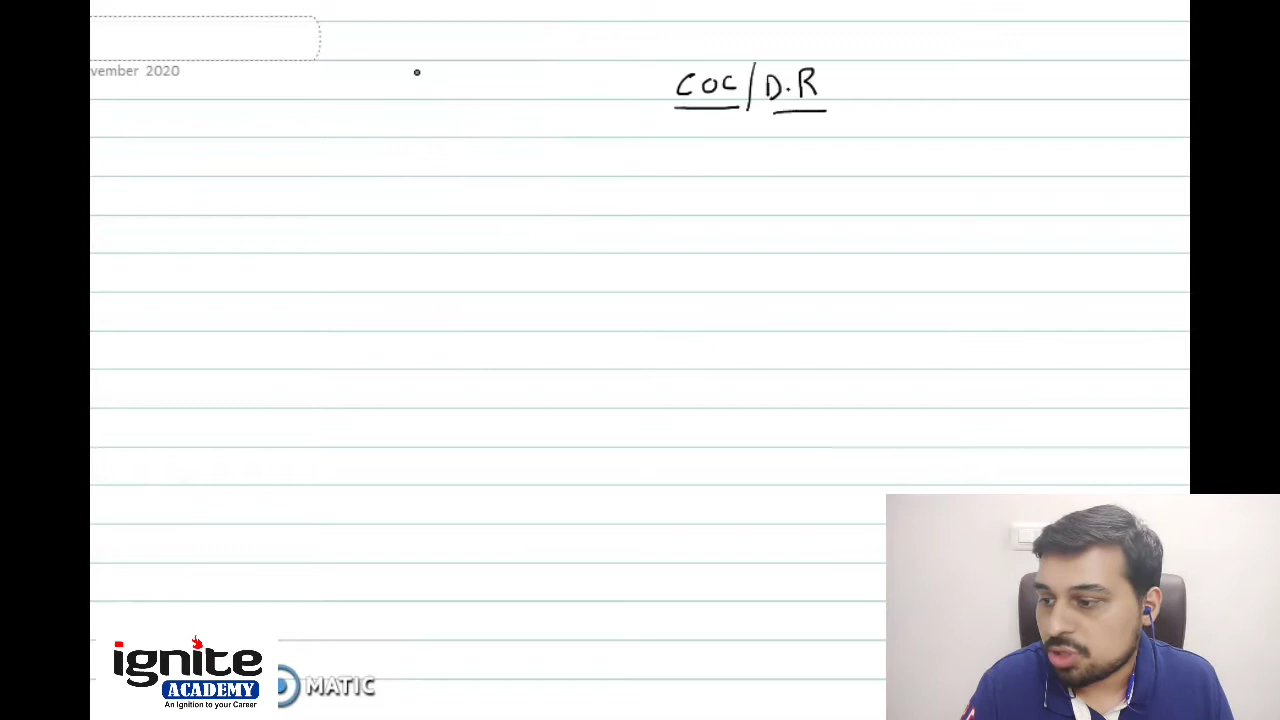 vember 2020
COC/D.R
ignite
ACADEMY
An Ignition to your Career
MATIC